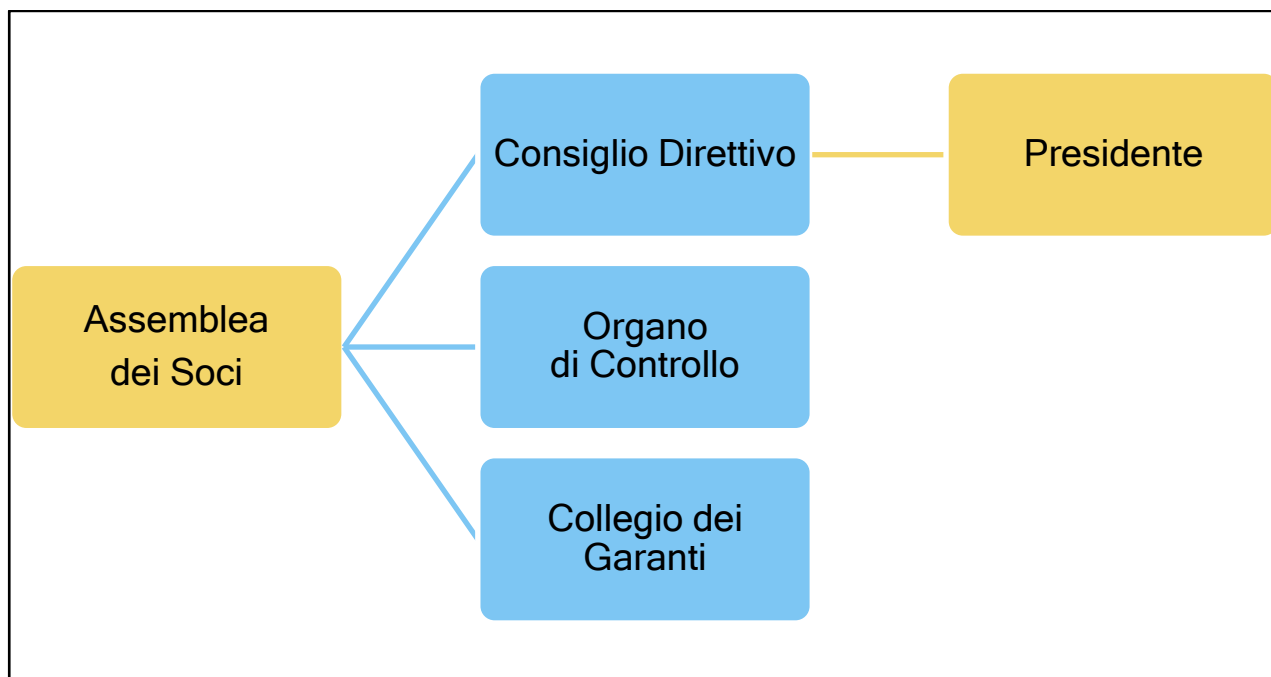 Consiglio Direttivo
Presidente
Assemblea
dei Soci
Organo
di Controllo
Collegio dei
Garanti